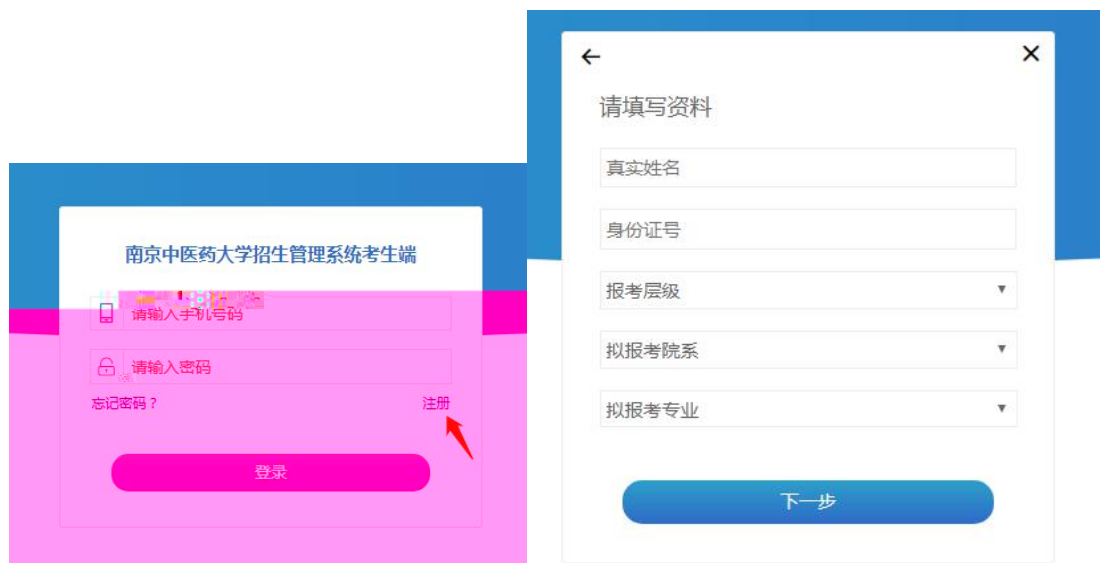 南京中医药大学招生管理系统考生端
请输入手机号码
请输入密码
忘记密码？ 注册
登录
请填写资料
真实姓名
身份证号
报考层级
拟报考院系
拟报考专业
下一步